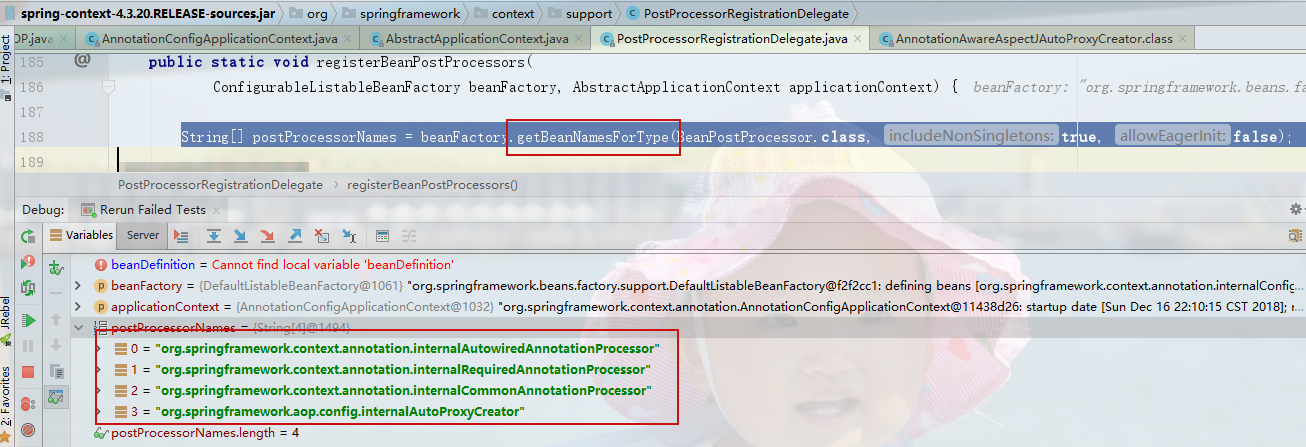 spring-context-4.3.20.RELEASE-sources.jar org springframework context support PostProcessorRegistrationDelegate
OP.java AnnotationConfigApplicationContext.java AbstractApplicationContext.java PostProcessorRegistrationDelegate.java AnnotationAwareAspectJAutoProxyCreator.class
1: Project
185 @ public static void registerBeanPostProcessors(
186 ConfigurableListableBeanFactory beanFactory, AbstractApplicationContext applicationContext) { beanFactory: "org.springframework.beans.fa
187
188 String[] postProcessorNames = beanFactory.getBeanNamesForType(BeanPostProcessor.class, includeNonSingletons: true, allowEagerInit: false);
189
PostProcessorRegistrationDelegate › registerBeanPostProcessors()
Debug: Rerun Failed Tests
Variables Server
beanDefinition = Cannot find local variable 'beanDefinition'
beanFactory = {DefaultListableBeanFactory@1061} "org.springframework.beans.factory.support.DefaultListableBeanFactory@f2f2cc1: defining beans [org.springframework.context.annotation.internalConfig
applicationContext = {AnnotationConfigApplicationContext@1032} "org.springframework.context.annotation.AnnotationConfigApplicationContext@11438d26: startup date [Sun Dec 16 22:10:15 CST 2018]; r
postProcessorNames = {String[4]@1494}
0 = "org.springframework.context.annotation.internalAutowiredAnnotationProcessor"
1 = "org.springframework.context.annotation.internalRequiredAnnotationProcessor"
2 = "org.springframework.context.annotation.internalCommonAnnotationProcessor"
3 = "org.springframework.aop.config.internalAutoProxyCreator"
postProcessorNames.length = 4
JRebel
2: Favorites